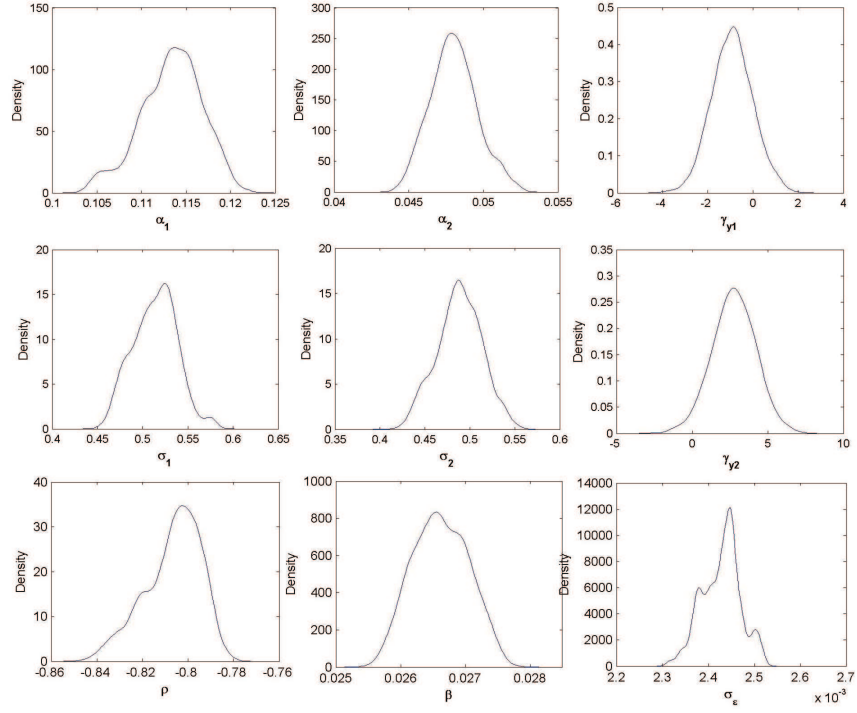 150
100
50
0
Density
0.1 0.105 0.11 0.115 0.12 0.125
α1
300
250
200
150
100
50
0
Density
0.04 0.045 0.05 0.055
α2
0.5
0.4
0.3
0.2
0.1
0
Density
-6 -4 -2 0 2 4
γy1
20
15
10
5
0
Density
0.4 0.45 0.5 0.55 0.6 0.65
σ1
20
15
10
5
0
Density
0.35 0.4 0.45 0.5 0.55 0.6
σ2
0.35
0.3
0.25
0.2
0.15
0.1
0.05
0
Density
-5 0 5 10
γy2
40
30
20
10
0
Density
-0.86 -0.84 -0.82 -0.8 -0.78 -0.76
ρ
1000
800
600
400
200
0
Density
0.025 0.026 0.027 0.028
β
14000
12000
10000
8000
6000
4000
2000
0
Density
2.2 2.3 2.4 2.5 2.6 2.7
x 10⁻³
σε